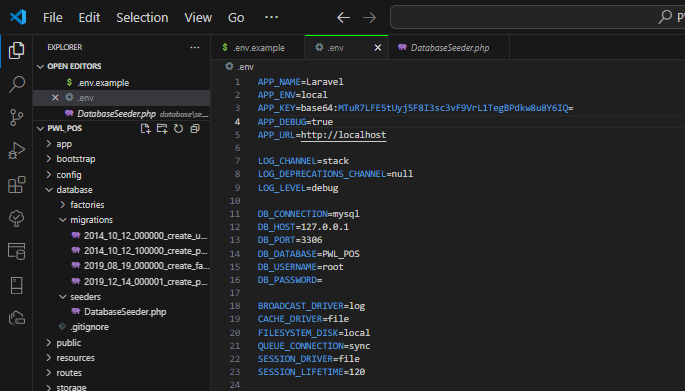 File Edit Selection View Go ... P
EXPLORER ...
OPEN EDITORS
$ .env.example
× .env
DatabaseSeeder.php database\se...
PWL_POS
app
bootstrap
config
database
factories
migrations
2014_10_12_000000_create_u...
2014_10_12_100000_create_p...
2019_08_19_000000_create_fa...
2019_12_14_000001_create_p...
seeders
DatabaseSeeder.php
.gitignore
public
resources
routes
storage
$ .env.example
.env ×
DatabaseSeeder.php
.env
1 APP_NAME=Laravel
2 APP_ENV=local
3 APP_KEY=base64:MTuR7LFE5tUyj5F8I3sc3vF9VrL1TegBPdkw8u8Y6IQ=
4 APP_DEBUG=true
5 APP_URL=http://localhost
6
7 LOG_CHANNEL=stack
8 LOG_DEPRECATIONS_CHANNEL=null
9 LOG_LEVEL=debug
10
11 DB_CONNECTION=mysql
12 DB_HOST=127.0.0.1
13 DB_PORT=3306
14 DB_DATABASE=PWL_POS
15 DB_USERNAME=root
16 DB_PASSWORD=
17
18 BROADCAST_DRIVER=log
19 CACHE_DRIVER=file
20 FILESYSTEM_DISK=local
21 QUEUE_CONNECTION=sync
22 SESSION_DRIVER=file
23 SESSION_LIFETIME=120
24